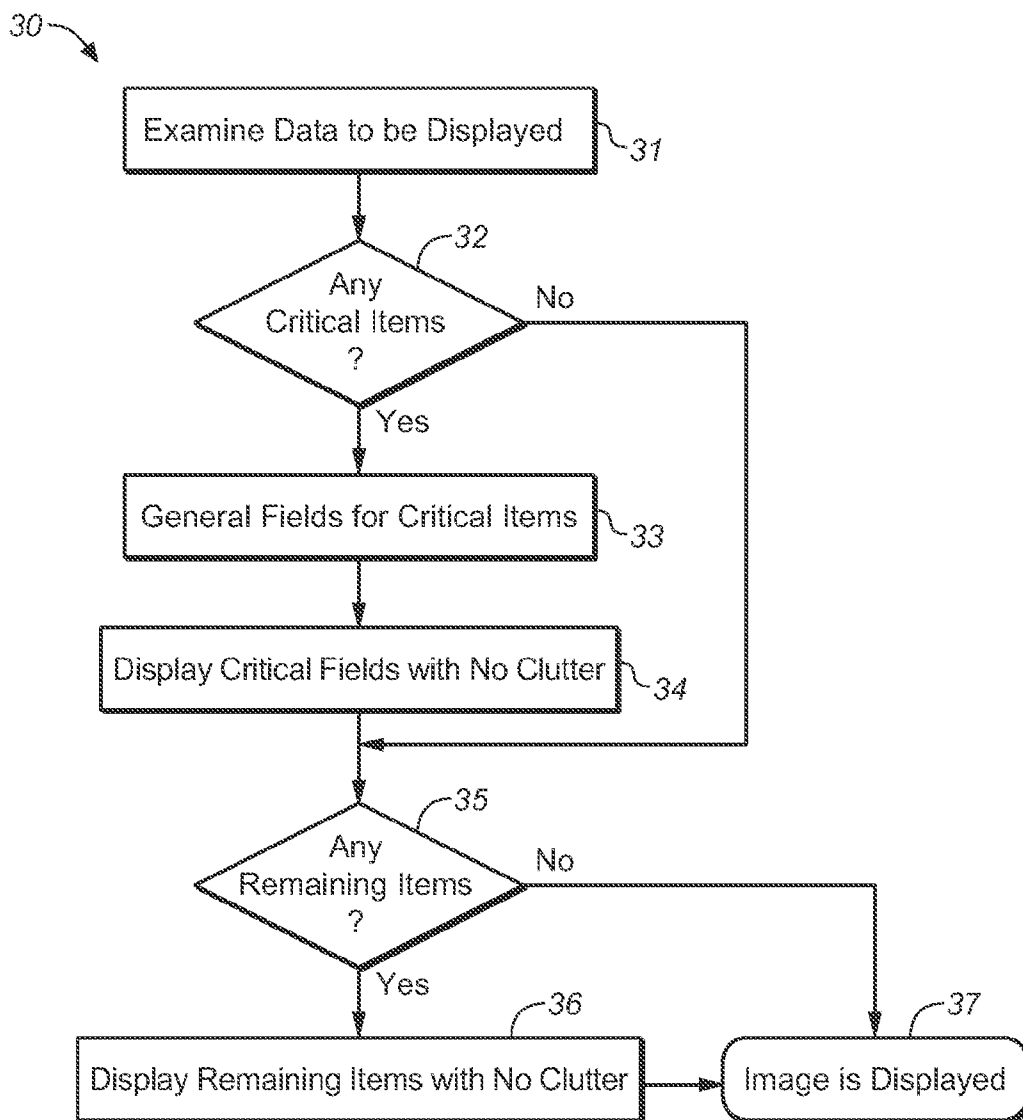 30
Examine Data to be Displayed
31
32
Any
Critical Items
?
No
Yes
General Fields for Critical Items
33
Display Critical Fields with No Clutter
34
35
Any
Remaining Items
?
No
Yes
36
Display Remaining Items with No Clutter
37
Image is Displayed